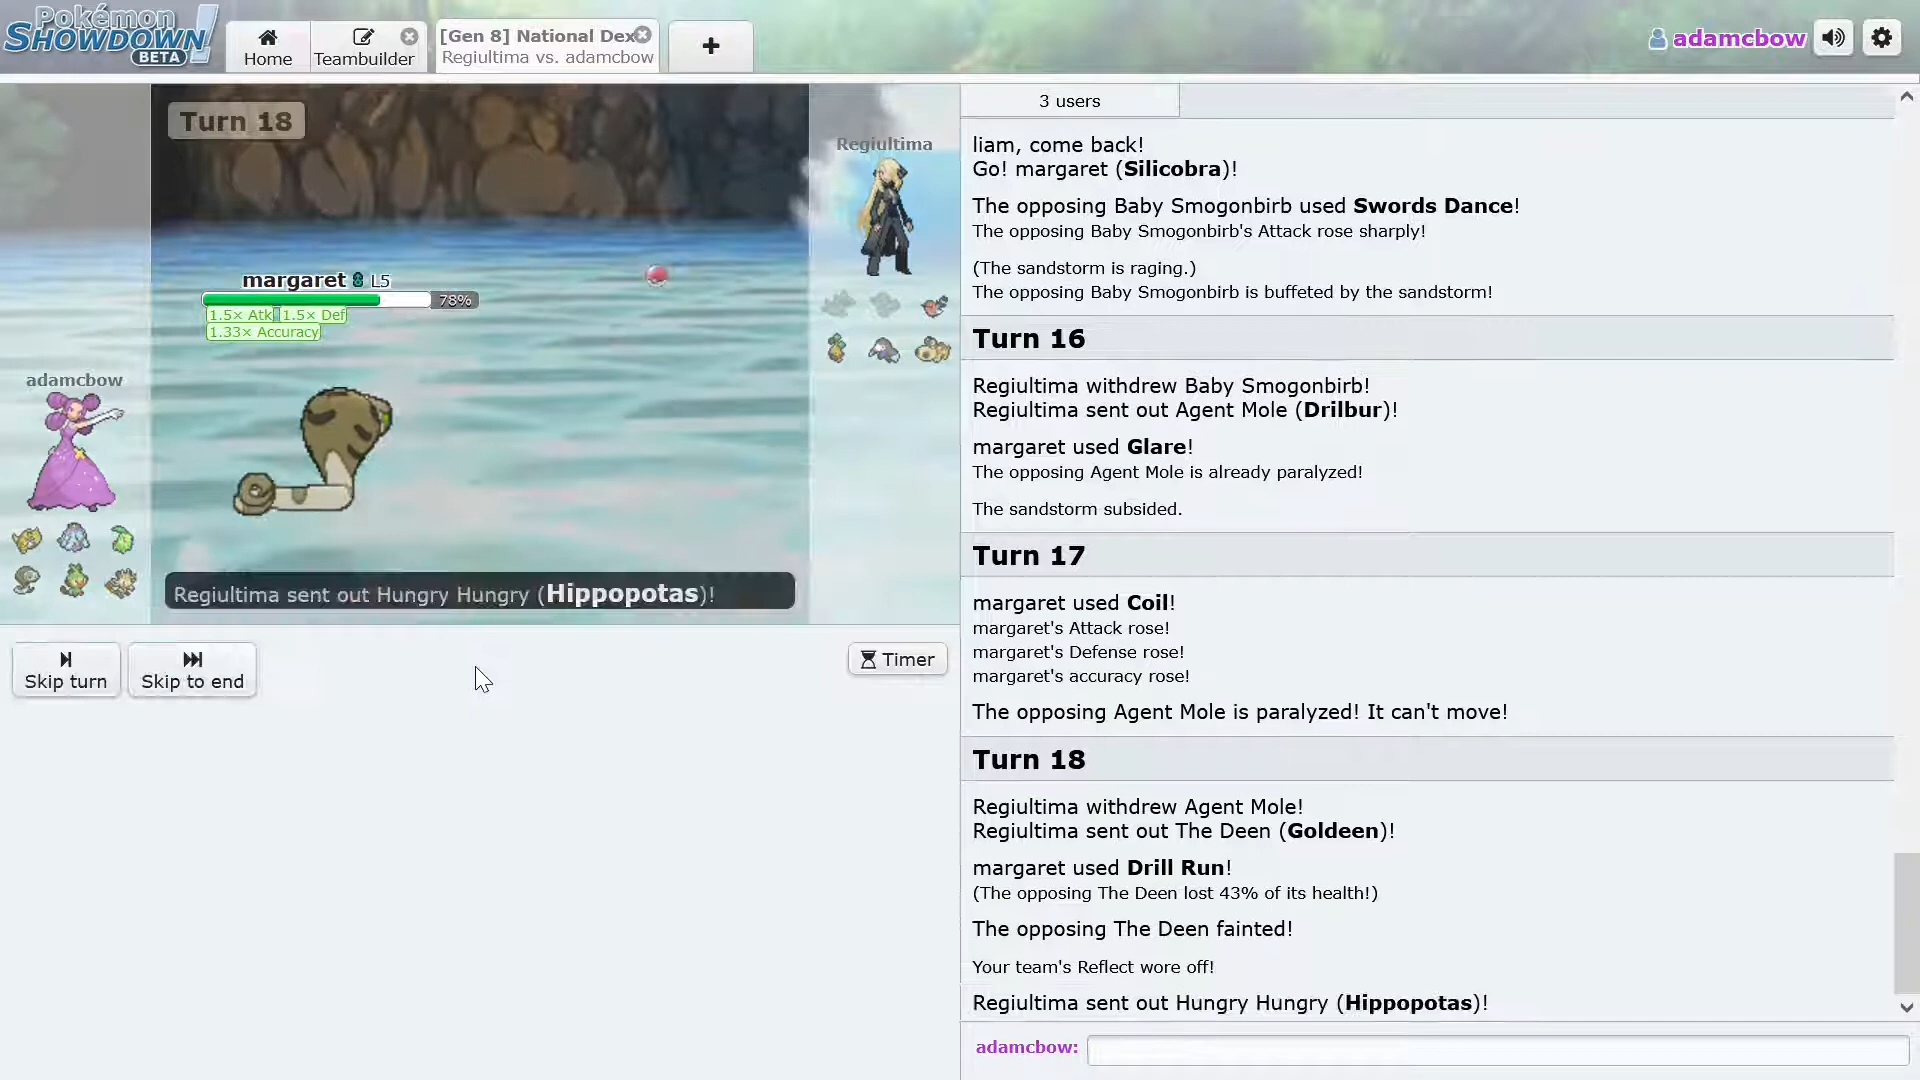 Pokémon
SHOWDOWN!
BETA
Home
Teambuilder
[Gen 8] National Dex
Regiultima vs. adamcbow
+
adamcbow
Turn 18
Regiultima
margaret L5
78%
1.5× Atk 1.5× Def
1.33× Accuracy
adamcbow
Regiultima sent out Hungry Hungry (Hippopotas)!
Skip turn
Skip to end
Timer
3 users
liam, come back!
Go! margaret (Silicobra)!
The opposing Baby Smogonbirb used Swords Dance!
The opposing Baby Smogonbirb's Attack rose sharply!
(The sandstorm is raging.)
The opposing Baby Smogonbirb is buffeted by the sandstorm!
Turn 16
Regiultima withdrew Baby Smogonbirb!
Regiultima sent out Agent Mole (Drilbur)!
margaret used Glare!
The opposing Agent Mole is already paralyzed!
The sandstorm subsided.
Turn 17
margaret used Coil!
margaret's Attack rose!
margaret's Defense rose!
margaret's accuracy rose!
The opposing Agent Mole is paralyzed! It can't move!
Turn 18
Regiultima withdrew Agent Mole!
Regiultima sent out The Deen (Goldeen)!
margaret used Drill Run!
(The opposing The Deen lost 43% of its health!)
The opposing The Deen fainted!
Your team's Reflect wore off!
Regiultima sent out Hungry Hungry (Hippopotas)!
adamcbow: